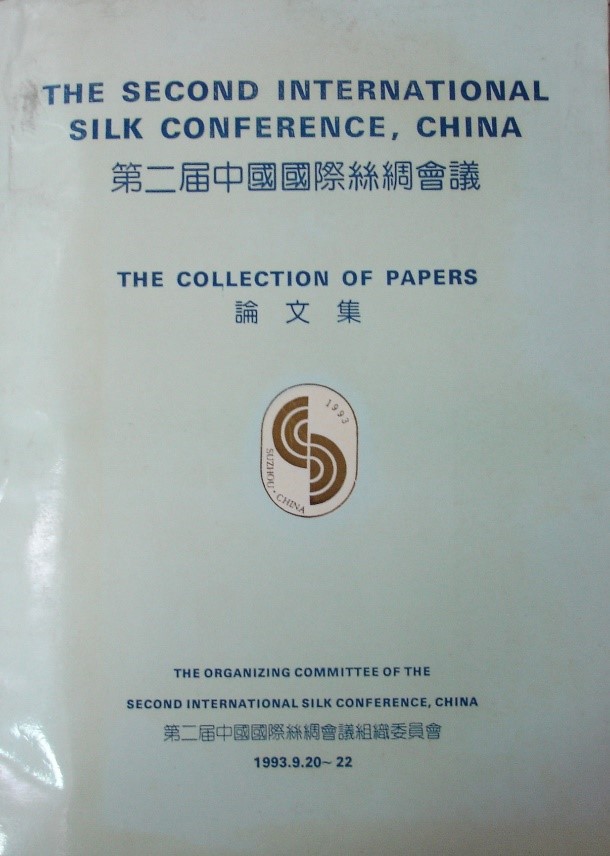 THE SECOND INTERNATIONAL
SILK CONFERENCE, CHINA
第二届中國國際絲綢會議
THE COLLECTION OF PAPERS
論文集
1993
SUZHOU · CHINA
THE ORGANIZING COMMITTEE OF THE
SECOND INTERNATIONAL SILK CONFERENCE, CHINA
第二届中國國際絲綢會議組織委員會
1993.9.20~22